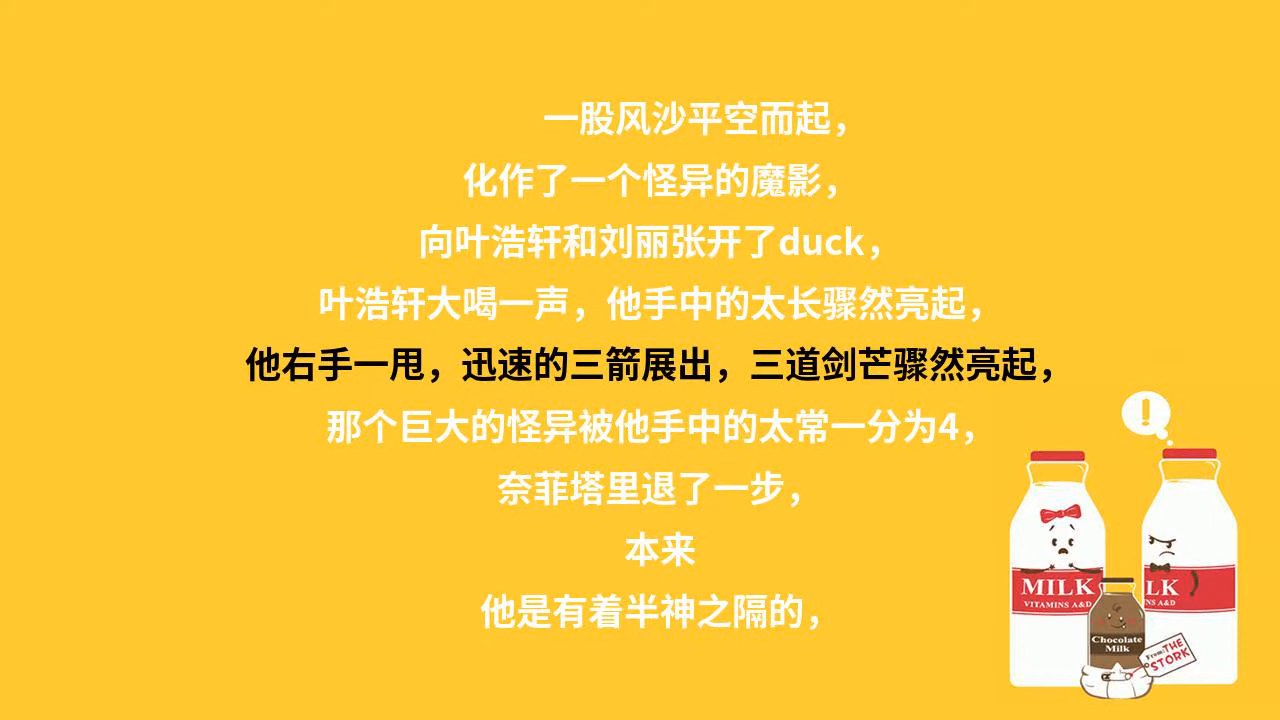 一股风沙平空而起，
化作了一个怪异的魔影，
向叶浩轩和刘丽张开了duck，
叶浩轩大喝一声，他手中的太长骤然亮起，
他右手一甩，迅速的三箭展出，三道剑芒骤然亮起，
那个巨大的怪异被他手中的太常一分为4，
奈菲塔里退了一步，
本来
他是有着半神之隔的，
!
MILK
VITAMINS A&D
LK
NS A&D
Chocolate
Milk
From: THE
STORK